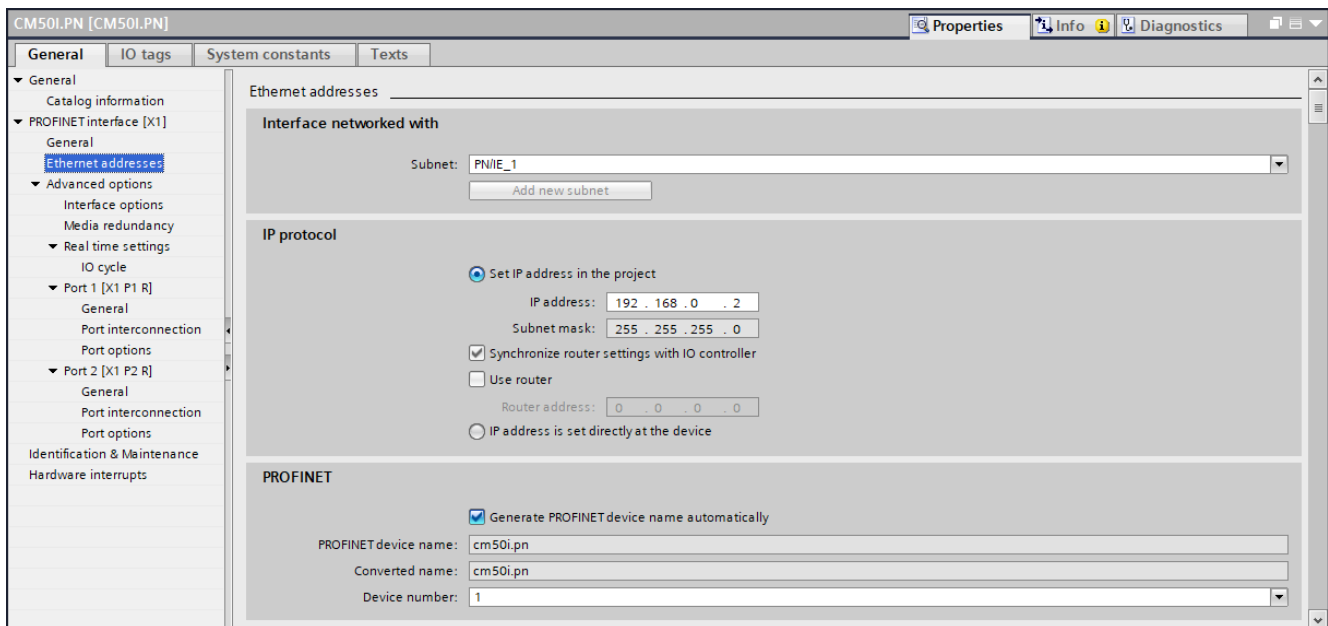 CM50I.PN [CM50I.PN]
Properties Info Diagnostics
General IO tags System constants Texts
General
Catalog information
PROFINET interface [X1]
General
Ethernet addresses
Advanced options
Interface options
Media redundancy
Real time settings
IO cycle
Port 1 [X1 P1 R]
General
Port interconnection
Port options
Port 2 [X1 P2 R]
General
Port interconnection
Port options
Identification & Maintenance
Hardware interrupts
Ethernet addresses
Interface networked with
Subnet: PN/IE_1
Add new subnet
IP protocol
Set IP address in the project
IP address: 192 . 168 . 0 . 2
Subnet mask: 255 . 255 . 255 . 0
Synchronize router settings with IO controller
Use router
Router address: 0 . 0 . 0 . 0
IP address is set directly at the device
PROFINET
Generate PROFINET device name automatically
PROFINET device name: cm50i.pn
Converted name: cm50i.pn
Device number: 1